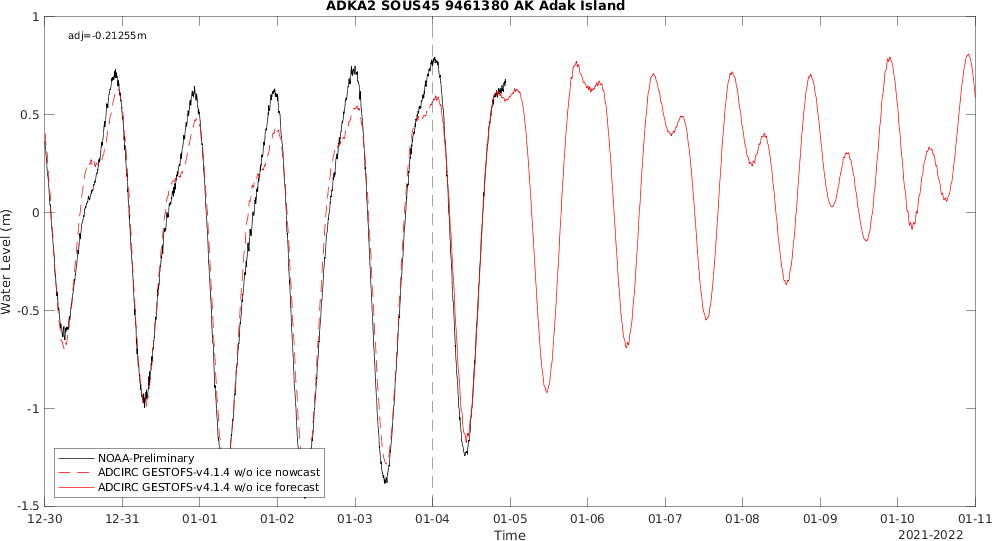 ADKA2 SOUS45 9461380 AK Adak Island
adj=-0.21255m
1
0.5
0
-0.5
-1
-1.5
Water Level (m)
NOAA-Preliminary
ADCIRC GESTOFS-v4.1.4 w/o ice nowcast
ADCIRC GESTOFS-v4.1.4 w/o ice forecast
12-30 12-31 01-01 01-02 01-03 01-04 01-05 01-06 01-07 01-08 01-09 01-10 01-11
Time
2021-2022